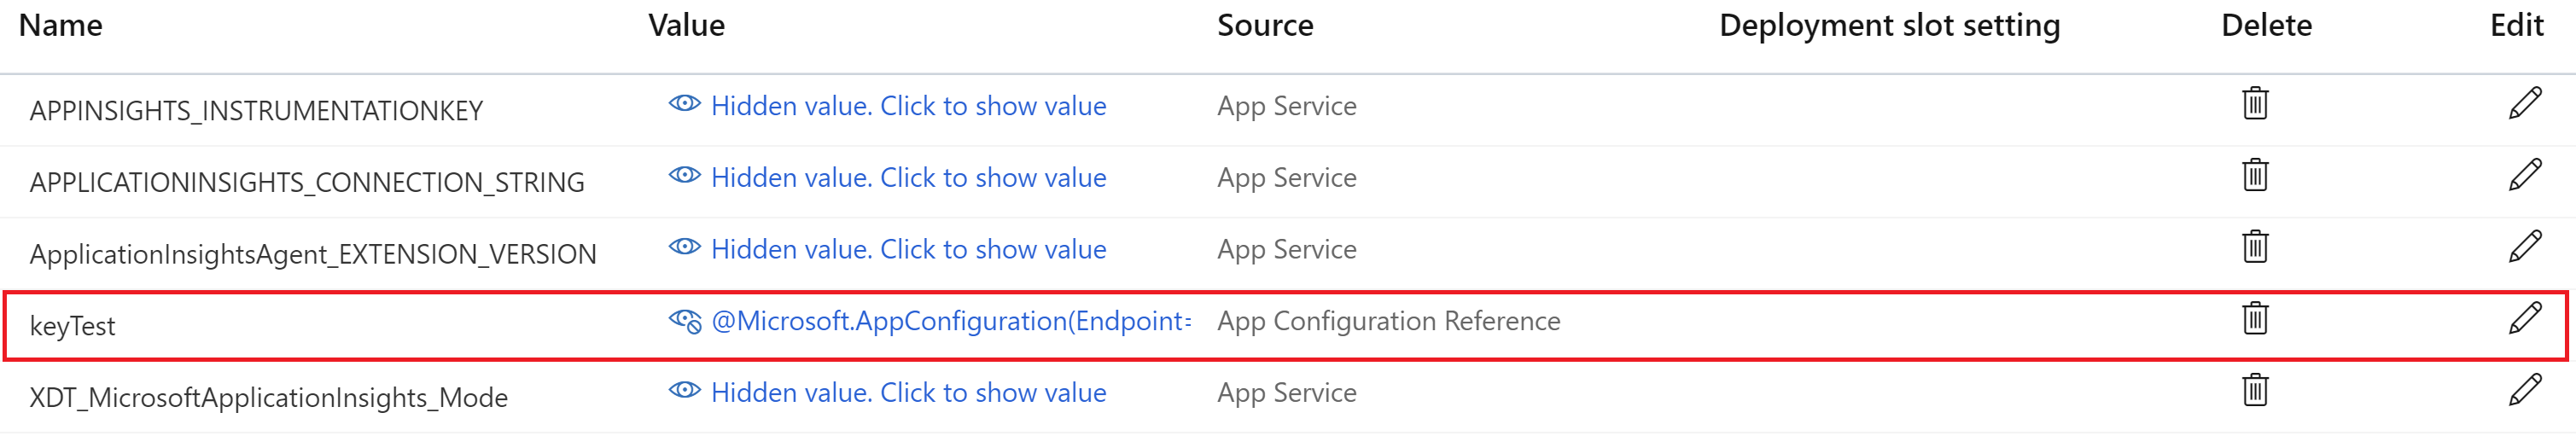 Name Value Source Deployment slot setting Delete Edit
APPINSIGHTS_INSTRUMENTATIONKEY Hidden value. Click to show value App Service
APPLICATIONINSIGHTS_CONNECTION_STRING Hidden value. Click to show value App Service
ApplicationInsightsAgent_EXTENSION_VERSION Hidden value. Click to show value App Service
keyTest @Microsoft.AppConfiguration(Endpoint= App Configuration Reference
XDT_MicrosoftApplicationInsights_Mode Hidden value. Click to show value App Service